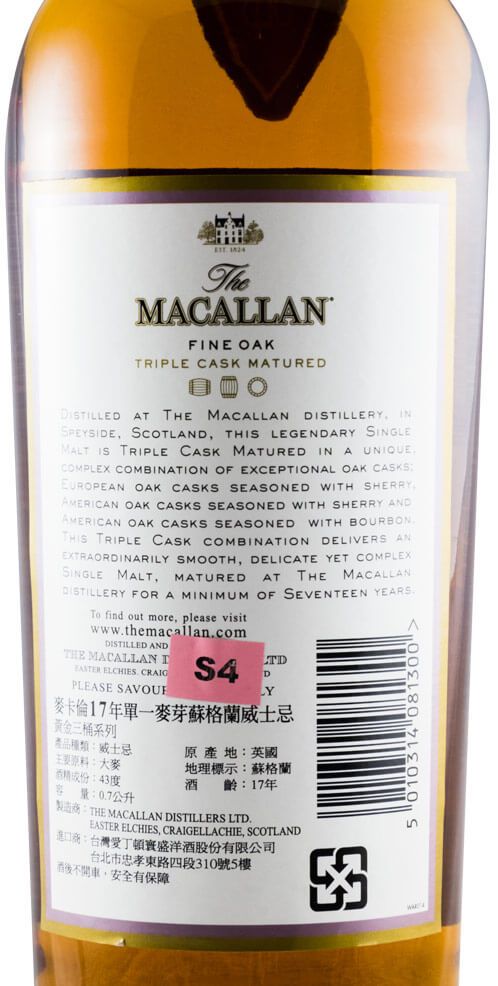 EST. 1824
The
MACALLAN
FINE OAK
TRIPLE CASK MATURED
DISTILLED AT THE MACALLAN DISTILLERY, IN
SPEYSIDE, SCOTLAND, THIS LEGENDARY SINGLE
MALT IS TRIPLE CASK MATURED IN A UNIQUE,
COMPLEX COMBINATION OF EXCEPTIONAL OAK CASKS;
EUROPEAN OAK CASKS SEASONED WITH SHERRY,
AMERICAN OAK CASKS SEASONED WITH SHERRY AND
AMERICAN OAK CASKS SEASONED WITH BOURBON.
THIS TRIPLE CASK COMBINATION DELIVERS AN
EXTRAORDINARILY SMOOTH, DELICATE YET COMPLEX
SINGLE MALT, MATURED AT THE MACALLAN
DISTILLERY FOR A MINIMUM OF SEVENTEEN YEARS.
To find out more, please visit
www.themacallan.com
DISTILLED AND
THE MACALLAN LTD
EASTER ELCHIES, CRAIG
PLEASE SAVOUR
S4
麥卡倫17年單一麥芽蘇格蘭威士忌
黃金三桶系列
產品種類：威士忌
主要原料：大麥 原產地：英國
酒精成份：43度 地理標示：蘇格蘭
容量：0.7公升 酒齡：17年
製造商：THE MACALLAN DISTILLERS LTD.
EASTER ELCHIES, CRAIGELLACHIE, SCOTLAND
進口商：台灣愛丁頓寰盛洋酒股份有限公司
台北市忠孝東路四段310號5樓
酒後不開車，安全有保障
5 010314 081300 >